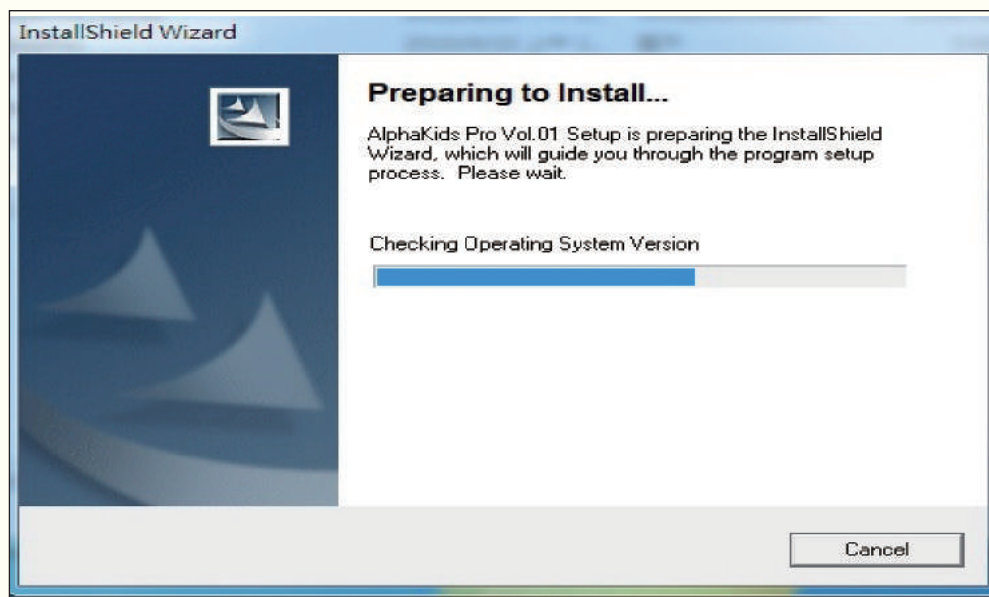 InstallShield Wizard
Preparing to Install...
AlphaKids Pro Vol.01 Setup is preparing the InstallShield
Wizard, which will guide you through the program setup
process. Please wait.
Checking Operating System Version
Cancel